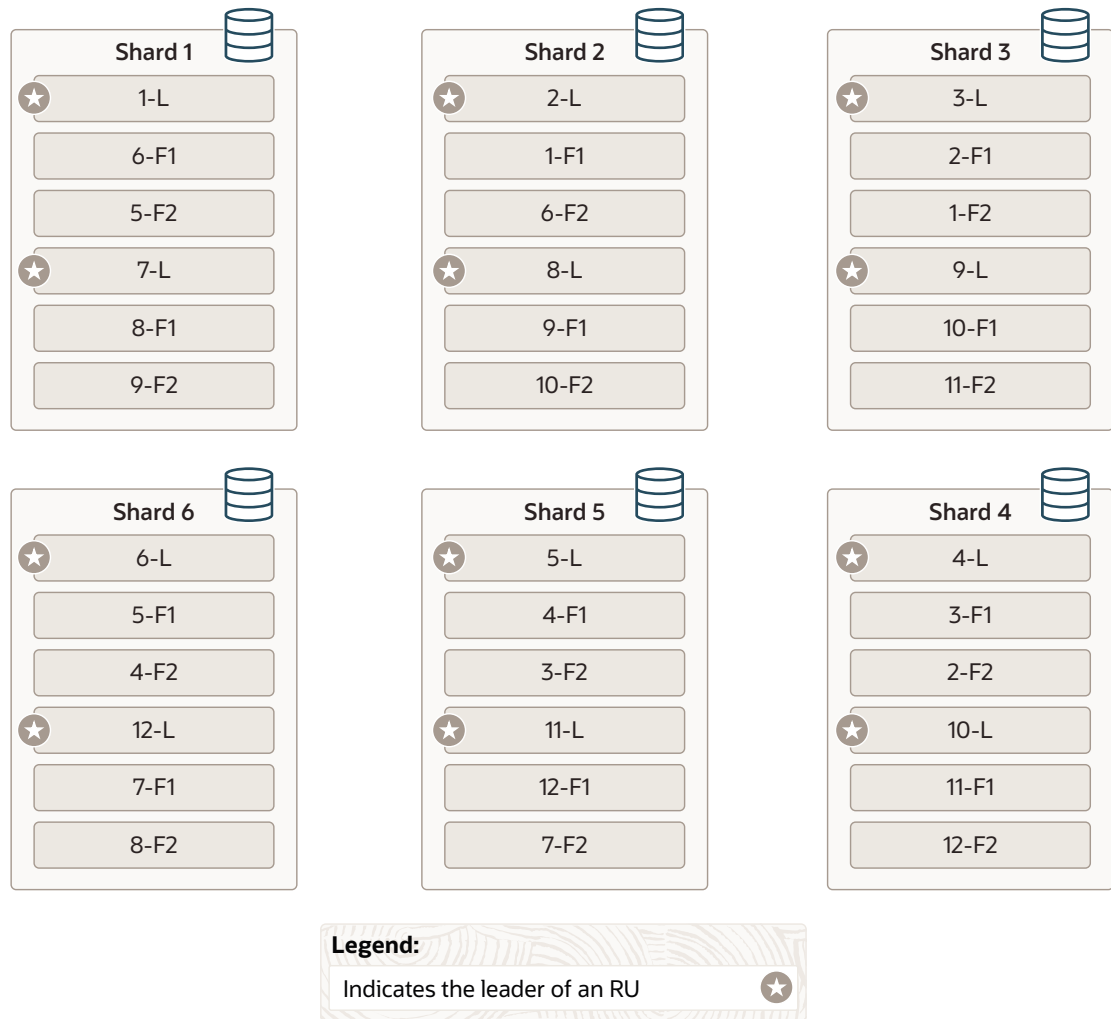 Shard 1
1-L
6-F1
5-F2
7-L
8-F1
9-F2
Shard 2
2-L
1-F1
6-F2
8-L
9-F1
10-F2
Shard 3
3-L
2-F1
1-F2
9-L
10-F1
11-F2
Shard 6
6-L
5-F1
4-F2
12-L
7-F1
8-F2
Shard 5
5-L
4-F1
3-F2
11-L
12-F1
7-F2
Shard 4
4-L
3-F1
2-F2
10-L
11-F1
12-F2
Legend:
Indicates the leader of an RU